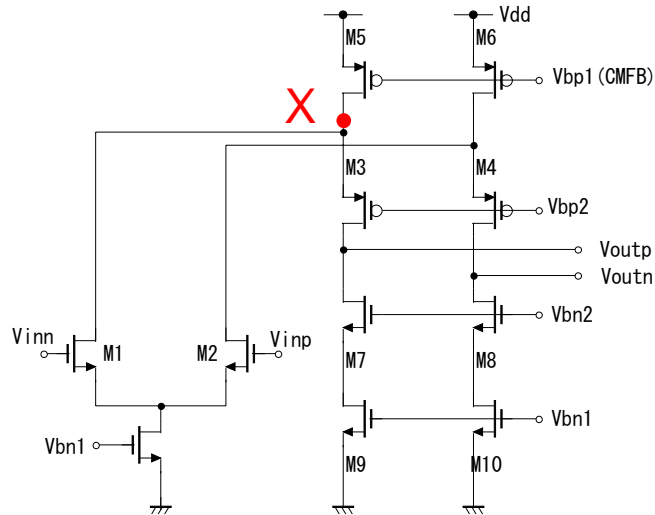 Vdd
M5
M6
Vbp1(CMFB)
X
M3
M4
Vbp2
Voutp
Voutn
Vinn
M1
M2
Vinp
Vbn2
M7
M8
Vbn1
Vbn1
M9
M10